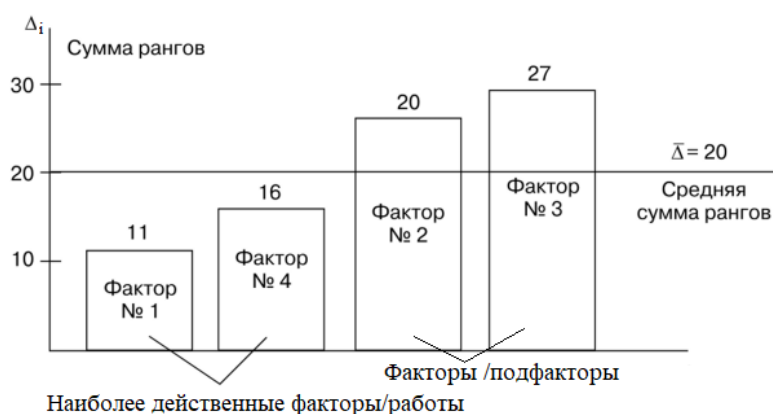 Δi
Сумма рангов
30
20
10
11
Фактор
№ 1
16
Фактор
№ 4
20
Фактор
№ 2
27
Фактор
№ 3
Δ̅ = 20
Средняя
сумма рангов
Факторы /подфакторы
Наиболее действенные факторы/работы